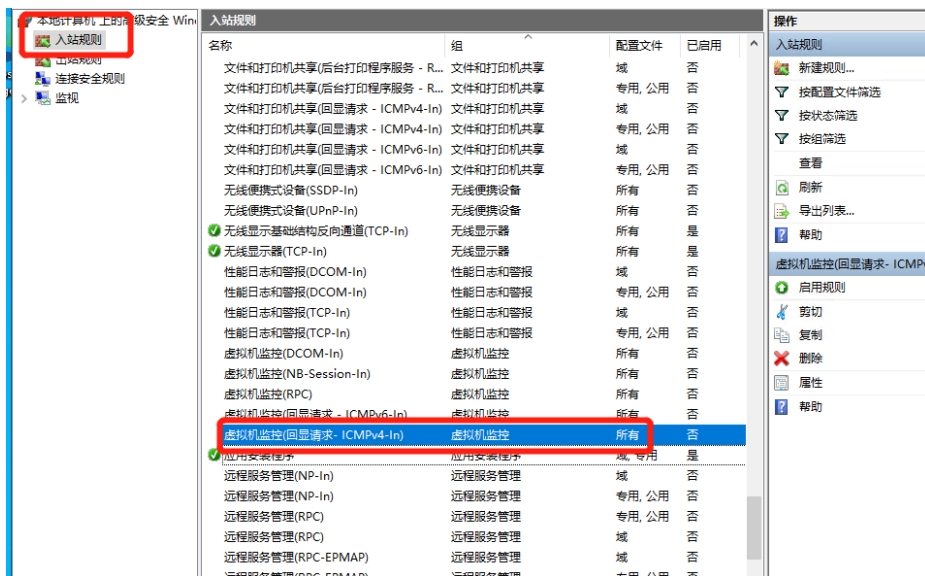 本地计算机 上的高级安全 Win
入站规则
出站规则
连接安全规则
监视
入站规则
名称 组 配置文件 已启用
文件和打印机共享(后台打印程序服务 - R... 文件和打印机共享 域 否
文件和打印机共享(后台打印程序服务 - R... 文件和打印机共享 专用, 公用 否
文件和打印机共享(回显请求 - ICMPv4-In) 文件和打印机共享 域 否
文件和打印机共享(回显请求 - ICMPv4-In) 文件和打印机共享 专用, 公用 否
文件和打印机共享(回显请求 - ICMPv6-In) 文件和打印机共享 域 否
文件和打印机共享(回显请求 - ICMPv6-In) 文件和打印机共享 专用, 公用 否
无线便携式设备(SSDP-In) 无线便携设备 所有 否
无线便携式设备(UPnP-In) 无线便携设备 所有 否
无线显示基础结构反向通道(TCP-In) 无线显示器 所有 是
无线显示器(TCP-In) 无线显示器 所有 是
性能日志和警报(DCOM-In) 性能日志和警报 域 否
性能日志和警报(DCOM-In) 性能日志和警报 专用, 公用 否
性能日志和警报(TCP-In) 性能日志和警报 域 否
性能日志和警报(TCP-In) 性能日志和警报 专用, 公用 否
虚拟机监控(DCOM-In) 虚拟机监控 所有 否
虚拟机监控(NB-Session-In) 虚拟机监控 所有 否
虚拟机监控(RPC) 虚拟机监控 所有 否
虚拟机监控(回显请求 - ICMPv6-In) 虚拟机监控 所有 否
虚拟机监控(回显请求- ICMPv4-In) 虚拟机监控 所有 否
应用安装程序 应用安装程序 域, 专用 是
远程服务管理(NP-In) 远程服务管理 域 否
远程服务管理(NP-In) 远程服务管理 专用, 公用 否
远程服务管理(RPC) 远程服务管理 专用, 公用 否
远程服务管理(RPC) 远程服务管理 域 否
远程服务管理(RPC-EPMAP) 远程服务管理 域 否
远程服务管理(RPC-EPMAP) 远程服务管理 专用, 公用 否
操作
入站规则
新建规则...
按配置文件筛选
按状态筛选
按组筛选
查看
刷新
导出列表...
帮助
虚拟机监控(回显请求- ICMP
启用规则
剪切
复制
删除
属性
帮助